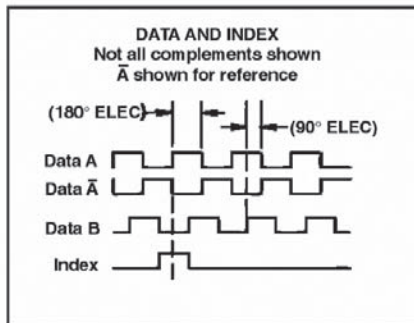 DATA AND INDEX
Not all complements shown
A̅ shown for reference
(180° ELEC)
(90° ELEC)
Data A
Data A̅
Data B
Index